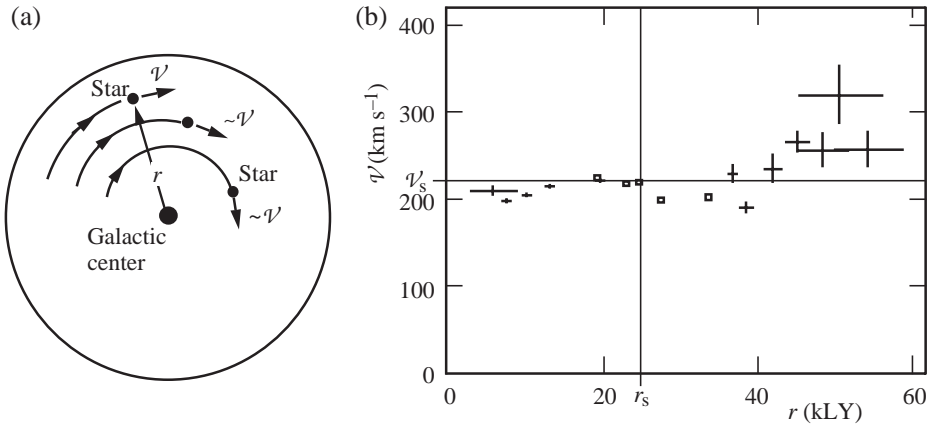 (a)
Star
𝒱
~𝒱
r
Star
~𝒱
Galactic
center
(b)
𝒱 (km s⁻¹)
400
300
𝒱s
200
100
0
0
20
rs
40
60
r (kLY)